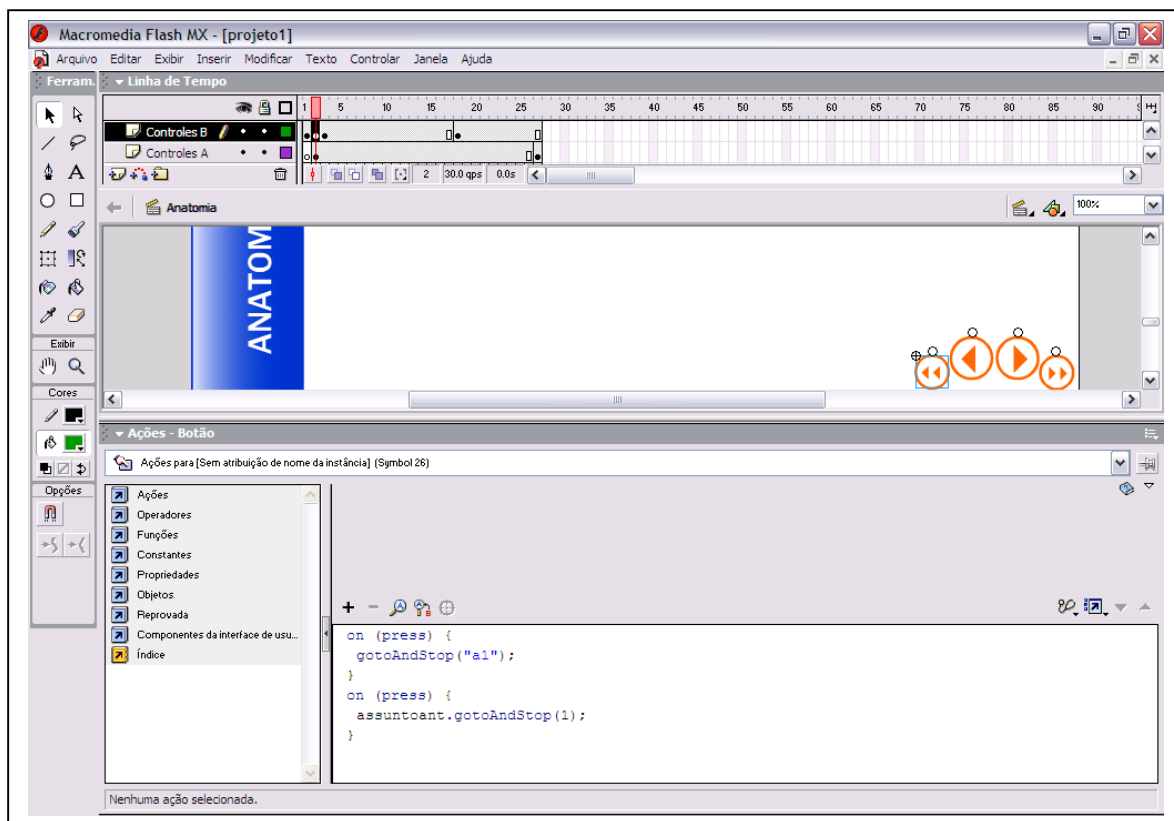 Macromedia Flash MX - [projeto1]
Arquivo Editar Exibir Inserir Modificar Texto Controlar Janela Ajuda
Ferram. Linha de Tempo
1 5 10 15 20 25 30 35 40 45 50 55 60 65 70 75 80 85 90
Controles B
Controles A
2 30.0 qps 0.0s
Anatomia 100%
ANATOM
Exibir
Cores
Opções
Ações - Botão
Ações para [Sem atribuição de nome da instância] (Symbol 26)
Ações
Operadores
Funções
Constantes
Propriedades
Objetos
Reprovada
Componentes da interface de usu...
Índice
on (press) {
gotoAndStop("a1");
}
on (press) {
assuntoant.gotoAndStop(1);
}
Nenhuma ação selecionada.